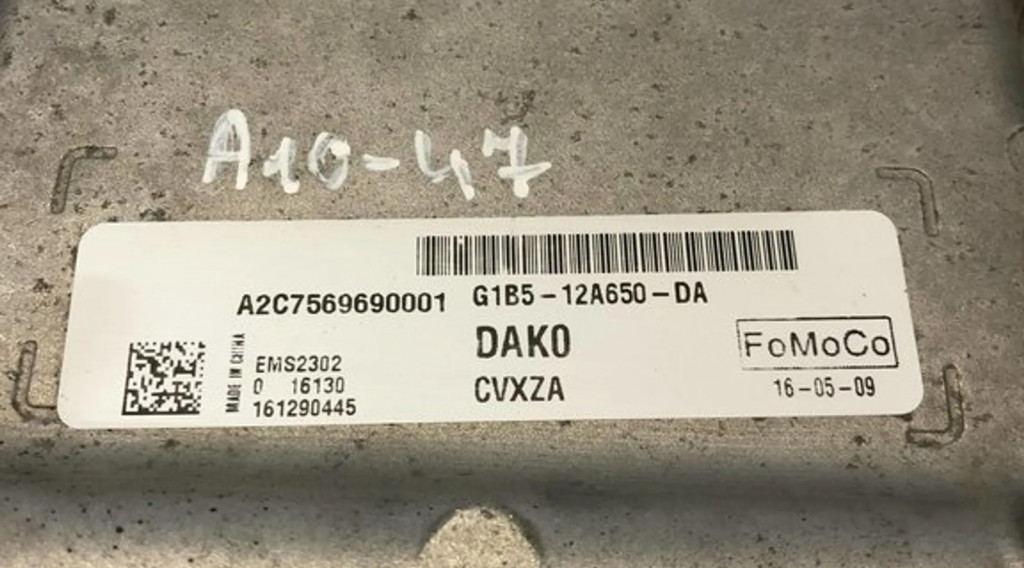 A10-47
A2C7569690001 G1B5-12A650-DA
DAK0
CVXZA
FoMoCo
16-05-09
MADE IN CHINA
EMS2302
0 16130
161290445